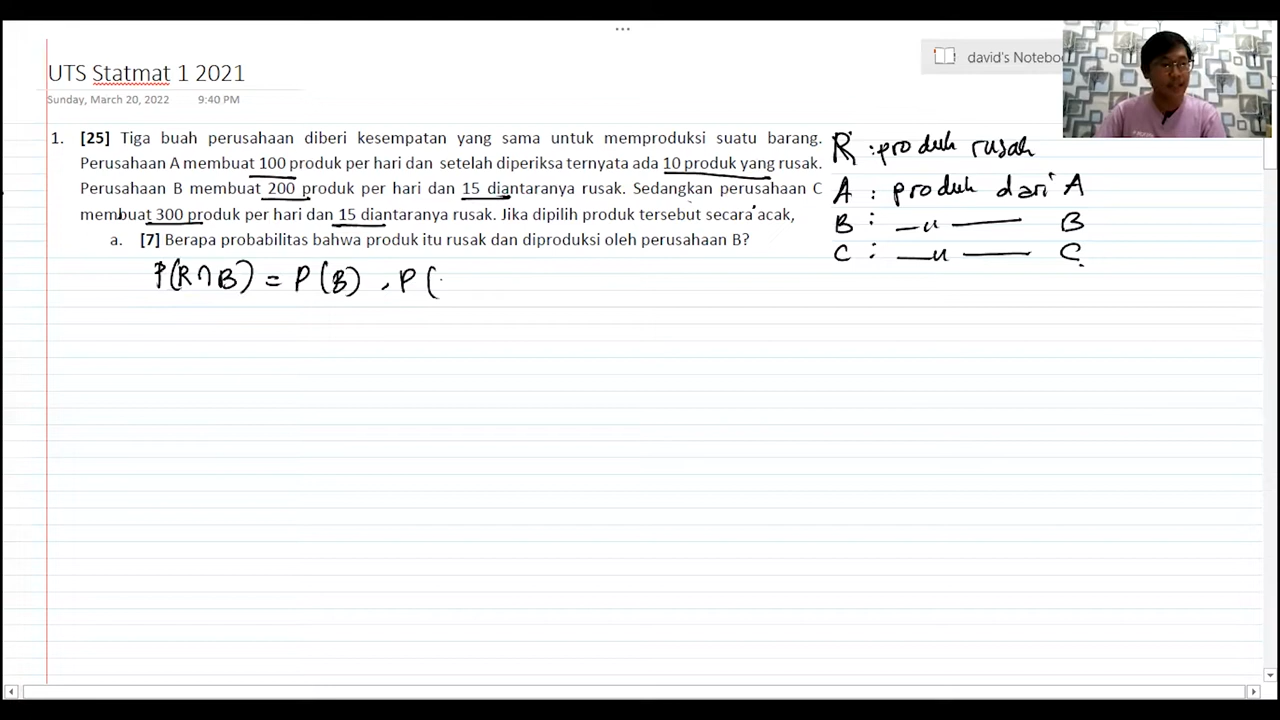 ...
david's Noteboo
UTS Statmat 1 2021
Sunday, March 20, 2022 9:40 PM
1. [25] Tiga buah perusahaan diberi kesempatan yang sama untuk memproduksi suatu barang.
Perusahaan A membuat 100 produk per hari dan setelah diperiksa ternyata ada 10 produk yang rusak.
Perusahaan B membuat 200 produk per hari dan 15 diantaranya rusak. Sedangkan perusahaan C
membuat 300 produk per hari dan 15 diantaranya rusak. Jika dipilih produk tersebut secara acak,
a. [7] Berapa probabilitas bahwa produk itu rusak dan diproduksi oleh perusahaan B?
P(R∩B) = P(B) . P(
R : produk rusak
A : produk dari A
B : —〃— B
C : —〃— C